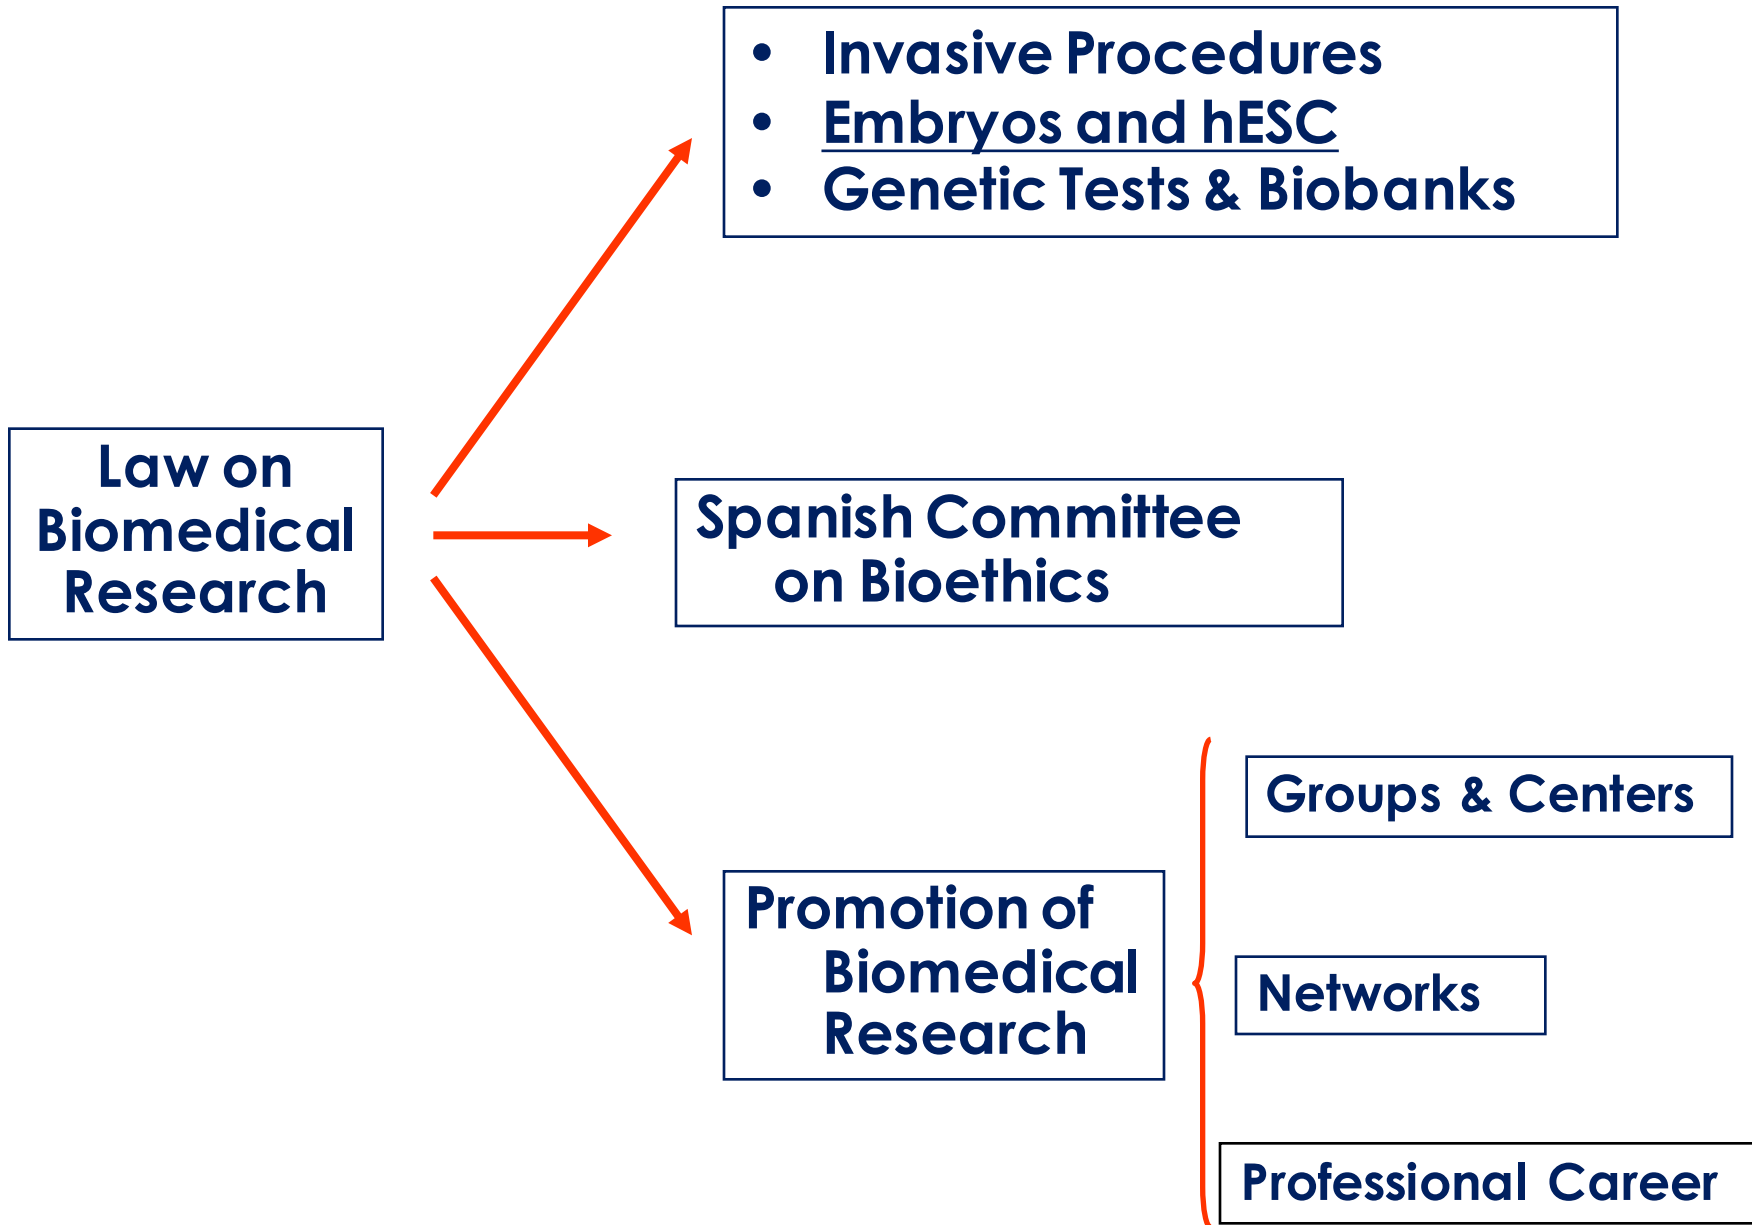 • Invasive Procedures
• Embryos and hESC
• Genetic Tests & Biobanks
Law on
Biomedical
Research
Spanish Committee
on Bioethics
Promotion of
Biomedical
Research
Groups & Centers
Networks
Professional Career